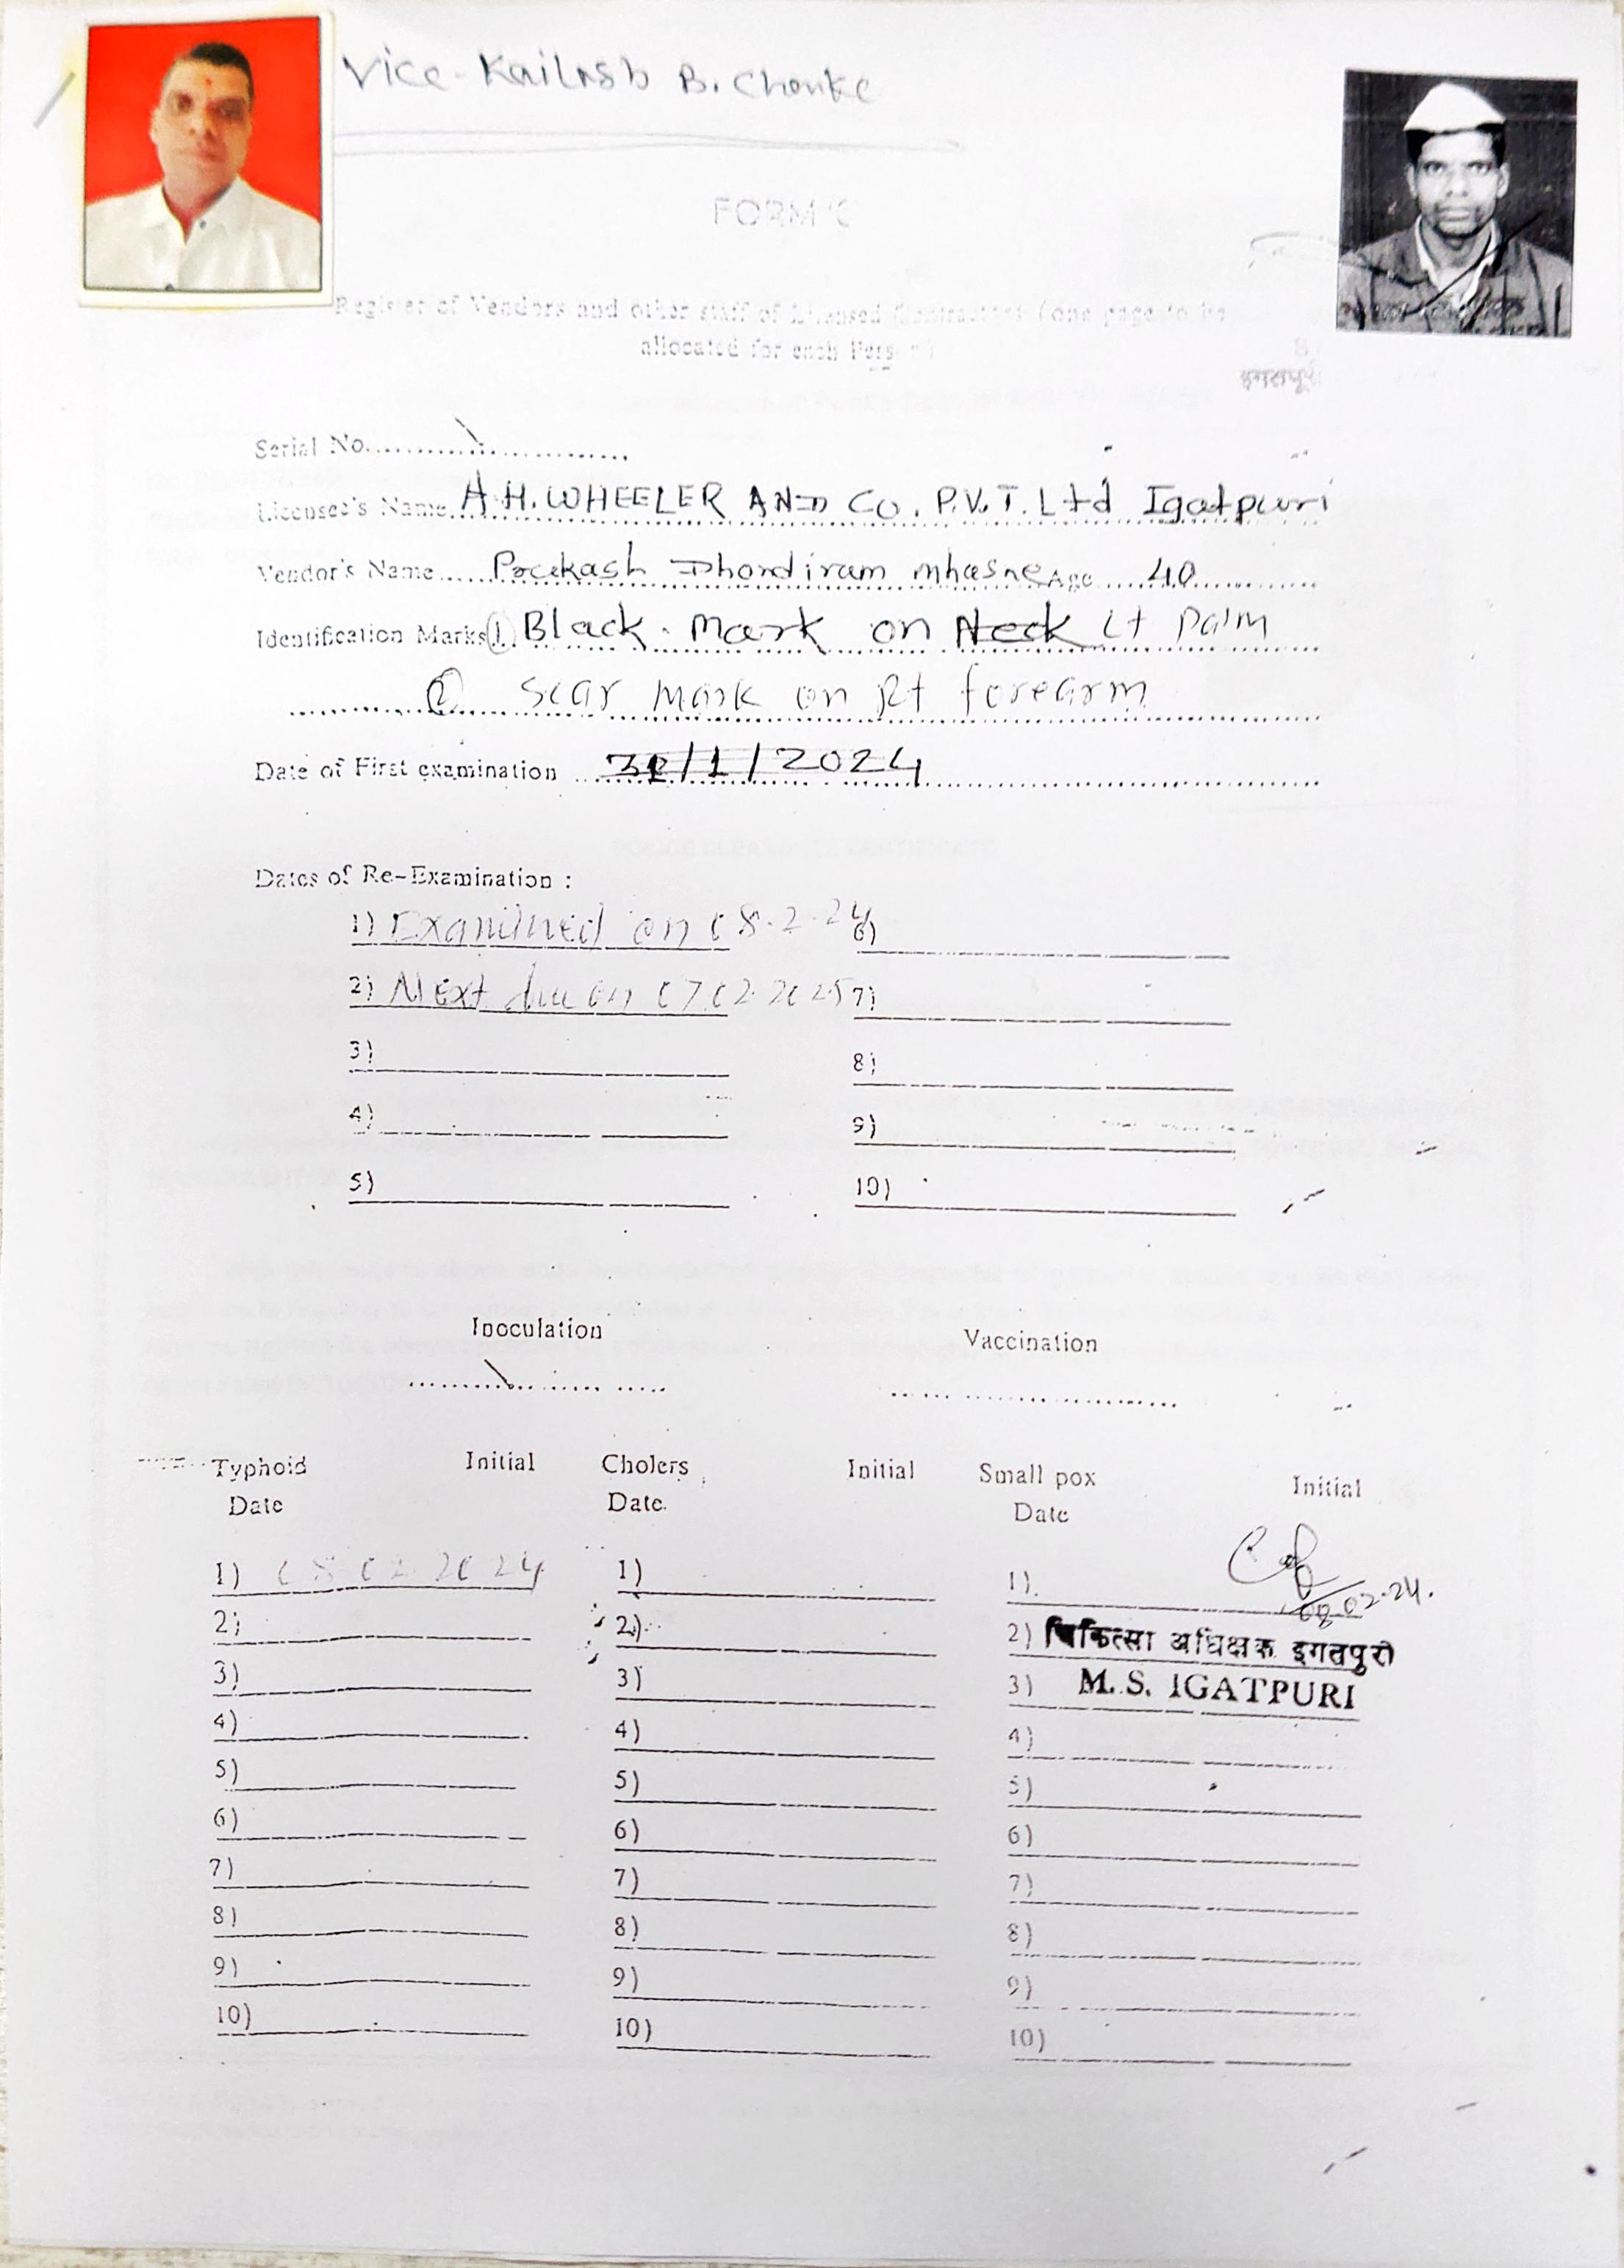 Vice- Kailash B. Chonke
FORM 'C
Register of Vendors and other staff of Licensed Contractors (one page to be
allocated for each Person)
इगतपुरी
Serial No.
Licensee's Name A.H.WHEELER AND CO. P.V.T. Ltd Igatpuri
Vendor's Name Prakash Dhondiram mhasne Age 40
Identification Marks ① Black. Mark on Neck Lt palm
② Scar Mark on Rt forearm
Date of First examination 31/1/2024
Dates of Re-Examination :
1) Examined on 08.2.24 6)
2) Next due on 07.02.2025 7)
3) 8)
4) 9)
5) 10)
Inoculation Vaccination
Typhoid Initial Cholers Initial Small pox Initial
Date Date Date
1) 08 02 2024 1) 1) 08.02.24.
2) 2) 2) चिकित्सा अधिक्षक इगतपुरी
3) 3) 3) M. S. IGATPURI
4) 4) 4)
5) 5) 5)
6) 6) 6)
7) 7) 7)
8) 8) 8)
9) 9) 9)
10) 10) 10)